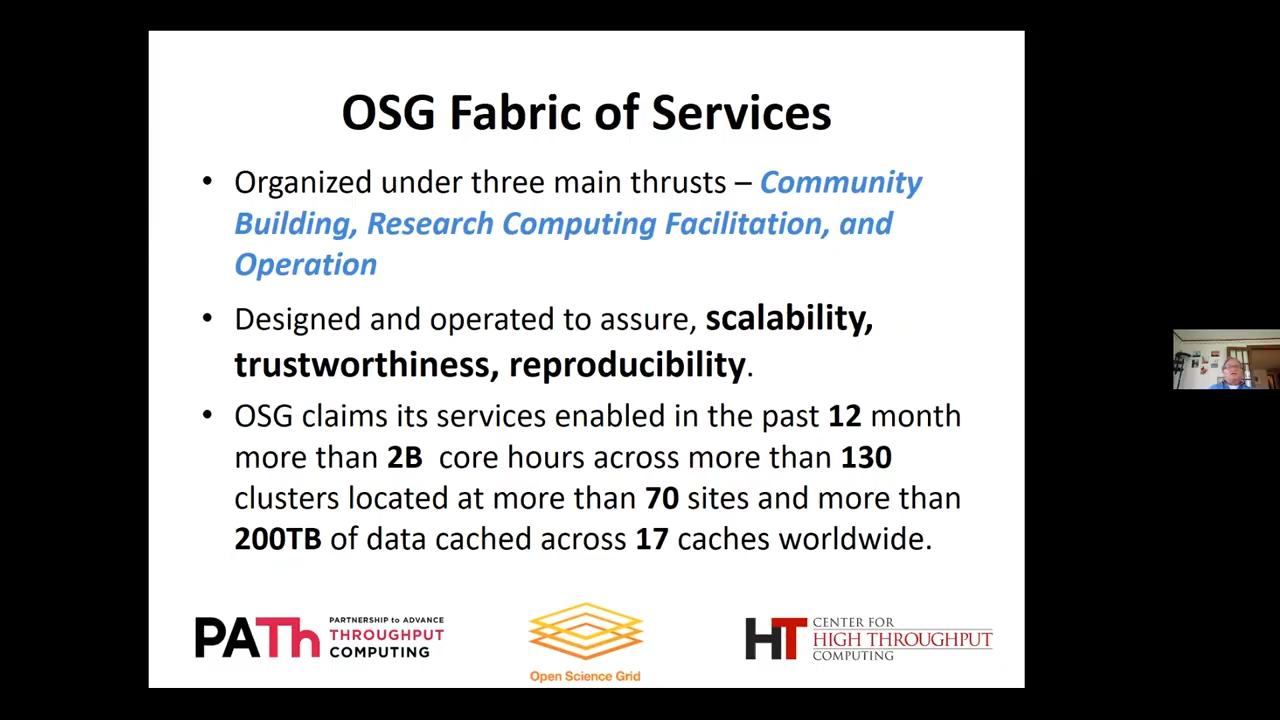 OSG Fabric of Services
• Organized under three main thrusts – Community
Building, Research Computing Facilitation, and
Operation
• Designed and operated to assure, scalability,
trustworthiness, reproducibility.
• OSG claims its services enabled in the past 12 month
more than 2B core hours across more than 130
clusters located at more than 70 sites and more than
200TB of data cached across 17 caches worldwide.
PATh
PARTNERSHIP to ADVANCE
THROUGHPUT
COMPUTING
Open Science Grid
HT
CENTER FOR
HIGH THROUGHPUT
COMPUTING